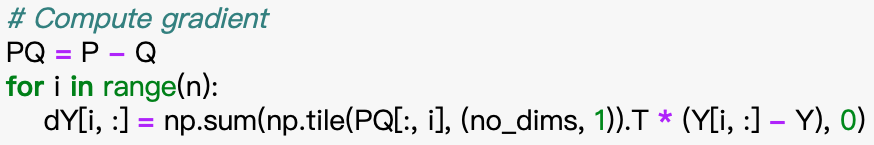 # Compute gradient
PQ = P - Q
for i in range(n):
    dY[i, :] = np.sum(np.tile(PQ[:, i], (no_dims, 1)).T * (Y[i, :] - Y), 0)